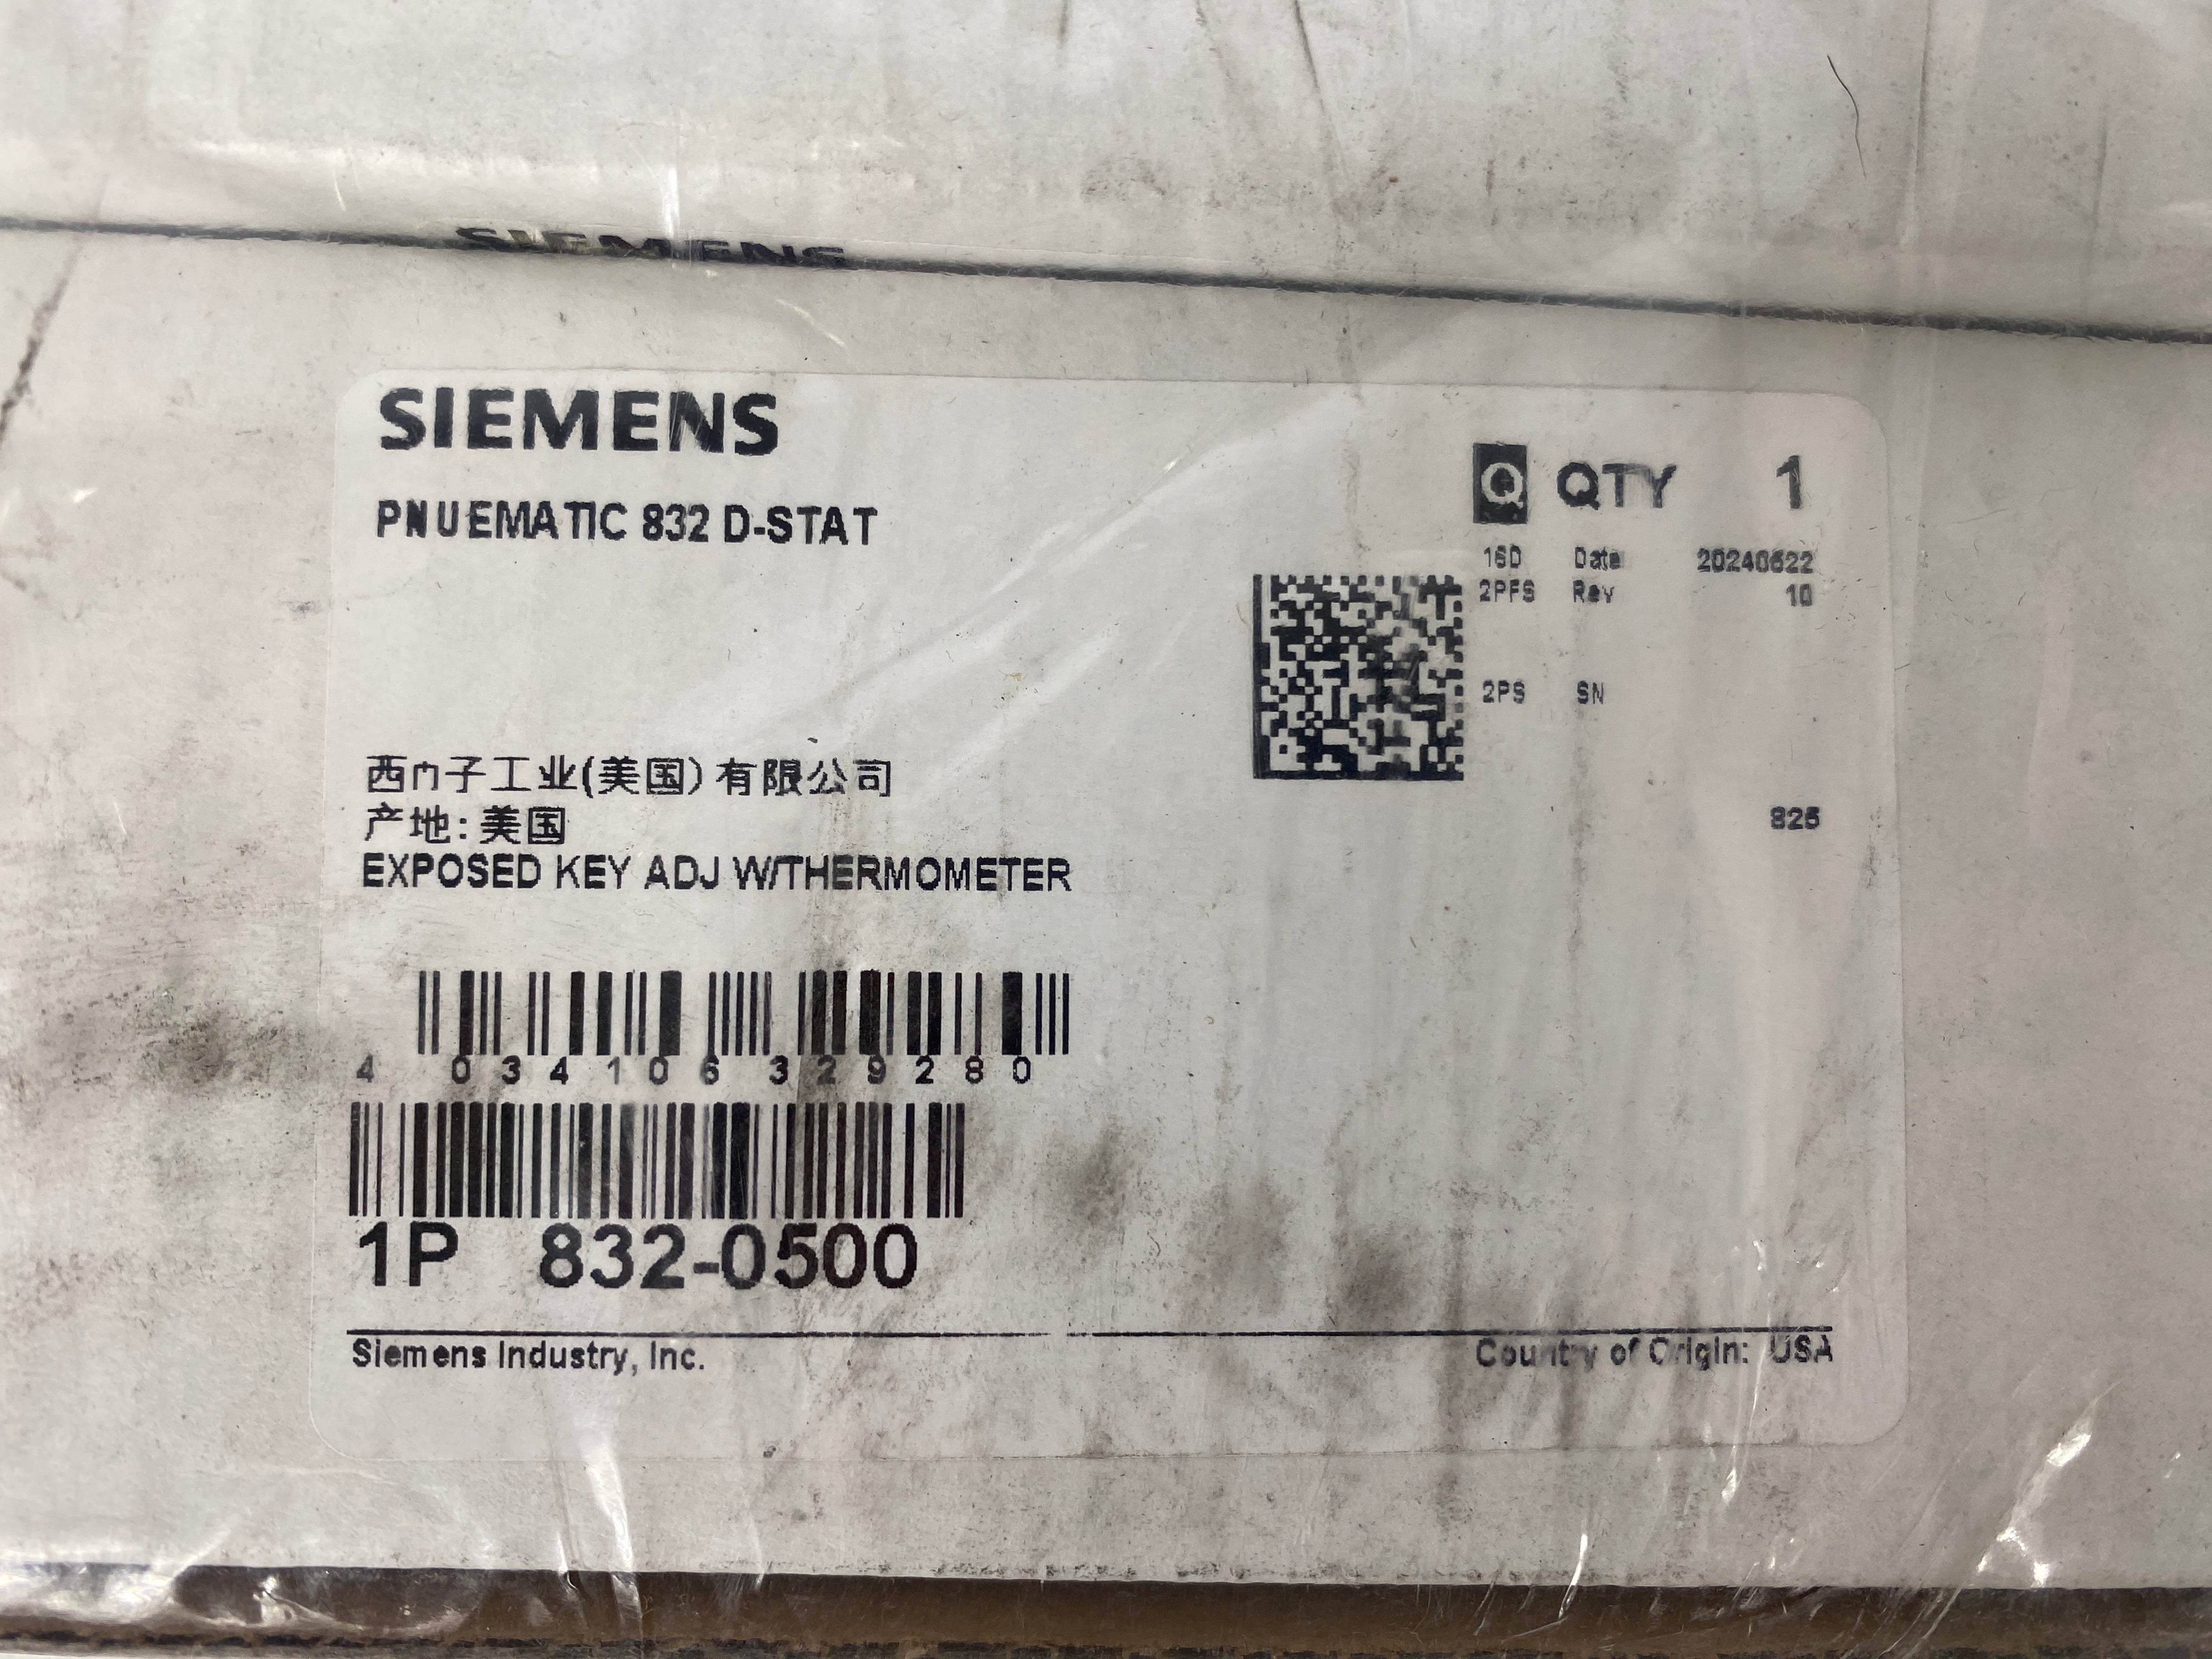 SIEMENS
SIEMENS
PNUEMATIC 832 D-STAT
Q QTY 1
16D Date 20240622
2PFS Rev 10
2PS SN
825
西门子工业(美国)有限公司
产地:美国
EXPOSED KEY ADJ W/THERMOMETER
4 034106 329280
1P 832-0500
Siemens Industry, Inc.
Country of Origin: USA